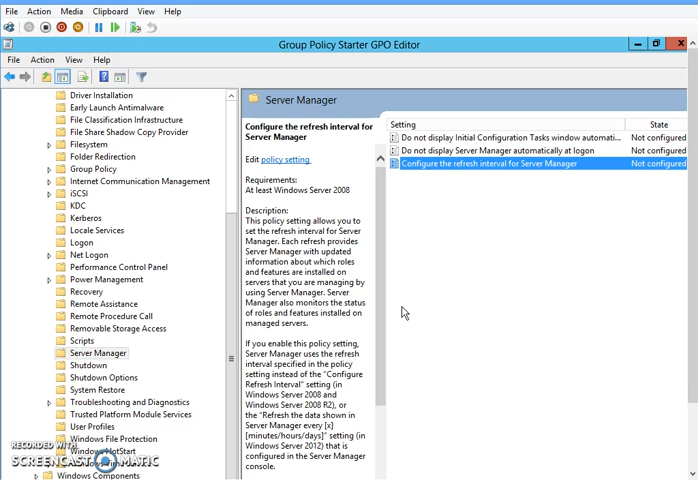 File Action Media Clipboard View Help
Group Policy Starter GPO Editor
File Action View Help
Driver Installation
Early Launch Antimalware
File Classification Infrastructure
File Share Shadow Copy Provider
Filesystem
Folder Redirection
Group Policy
Internet Communication Management
iSCSI
KDC
Kerberos
Locale Services
Logon
Net Logon
Performance Control Panel
Power Management
Recovery
Remote Assistance
Remote Procedure Call
Removable Storage Access
Scripts
Server Manager
Shutdown
Shutdown Options
System Restore
Troubleshooting and Diagnostics
Trusted Platform Module Services
User Profiles
Windows File Protection
Windows HotStart
Windows Components
RECORDED WITH
SCREENCAST MATIC
Server Manager
Configure the refresh interval for
Server Manager
Edit policy setting
Requirements:
At least Windows Server 2008
Description:
This policy setting allows you to
set the refresh interval for Server
Manager. Each refresh provides
Server Manager with updated
information about which roles
and features are installed on
servers that you are managing by
using Server Manager. Server
Manager also monitors the status
of roles and features installed on
managed servers.
If you enable this policy setting,
Server Manager uses the refresh
interval specified in the policy
setting instead of the "Configure
Refresh Interval" setting (in
Windows Server 2008 and
Windows Server 2008 R2), or
the "Refresh the data shown in
Server Manager every [x]
[minutes/hours/days]" setting (in
Windows Server 2012) that is
configured in the Server Manager
console.
Setting State
Do not display Initial Configuration Tasks window automati... Not configured
Do not display Server Manager automatically at logon Not configured
Configure the refresh interval for Server Manager Not configured